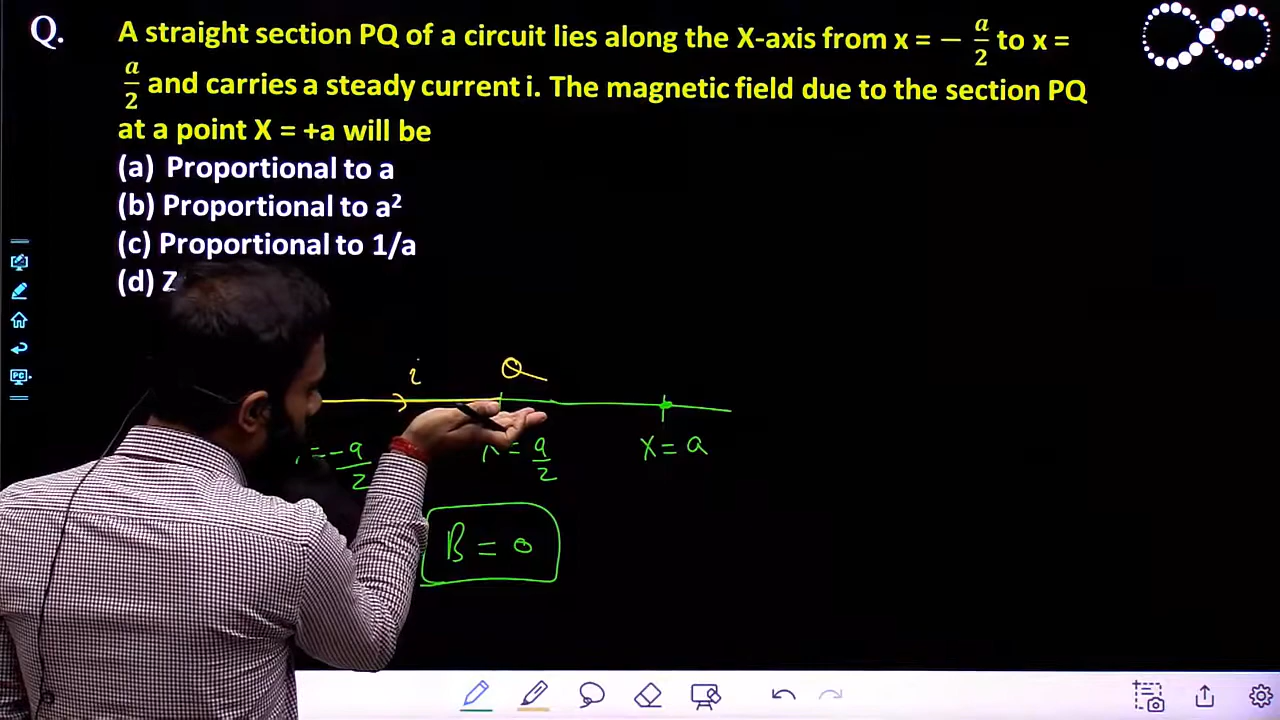 Q. A straight section PQ of a circuit lies along the X-axis from x = − a/2 to x =
a/2 and carries a steady current i. The magnetic field due to the section PQ
at a point X = +a will be
(a) Proportional to a
(b) Proportional to a²
(c) Proportional to 1/a
(d) Z
i Q
= -a/2 = a/2 X = a
B = 0
PC